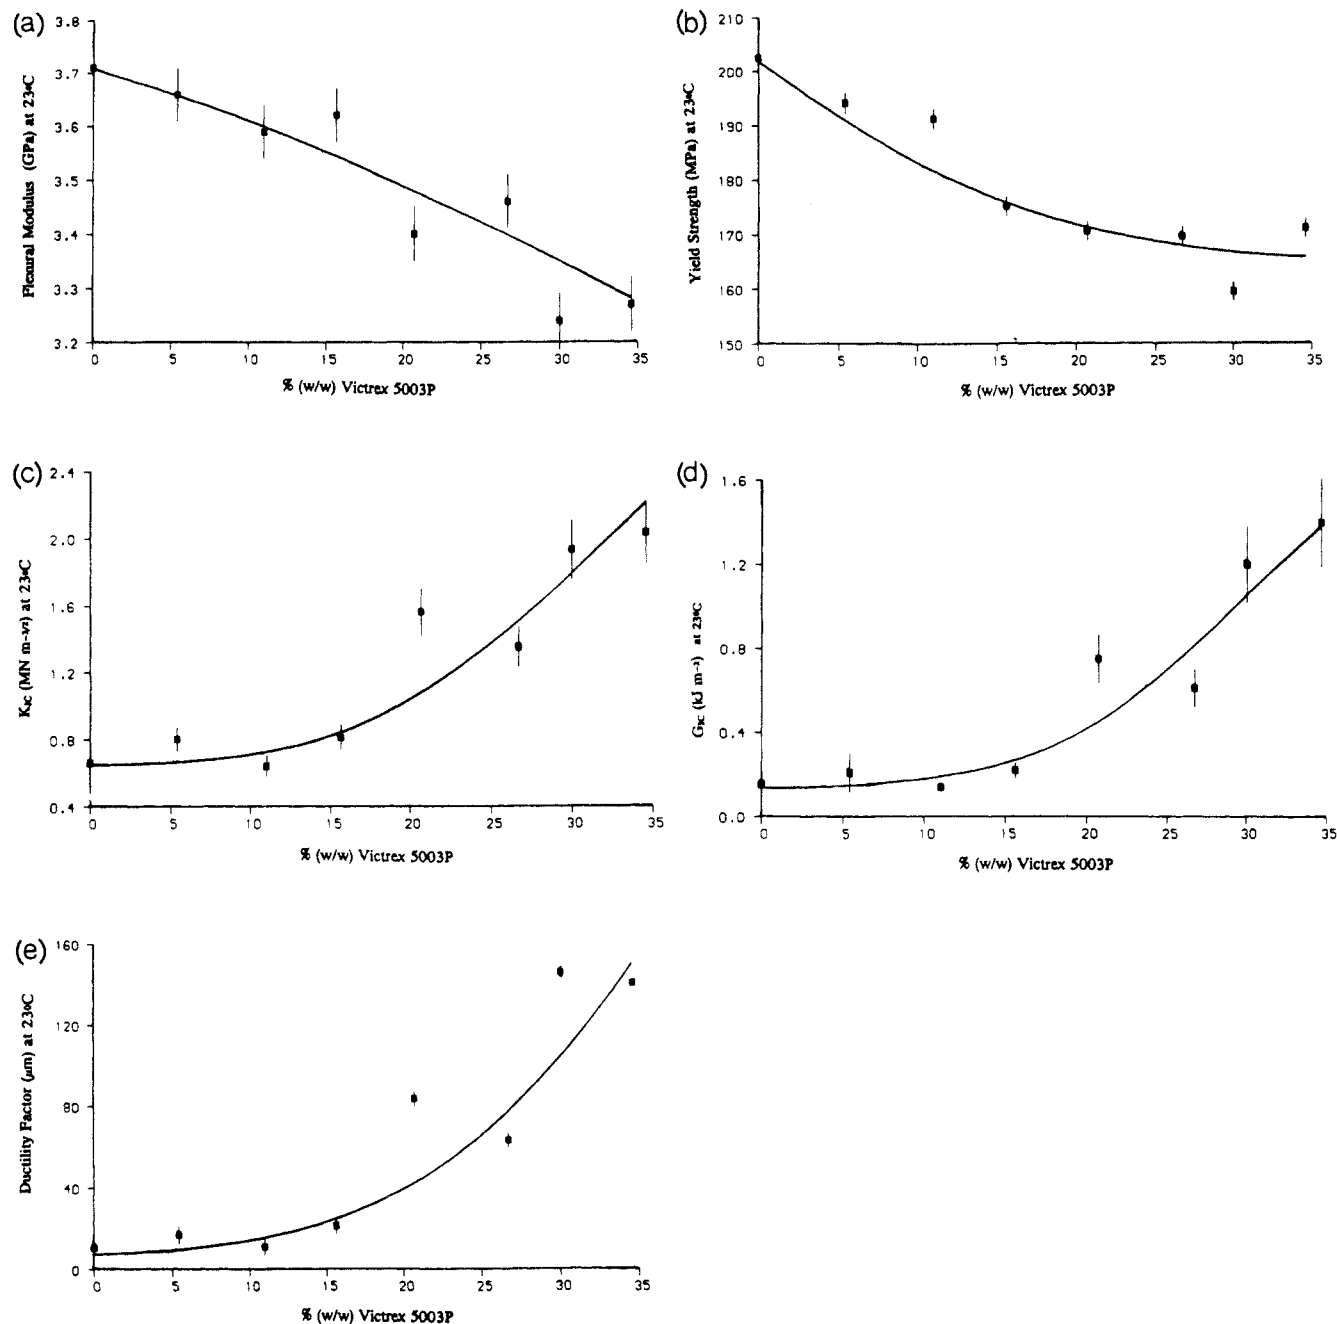 (a)
3.8
3.7
3.6
3.5
3.4
3.3
3.2
Flexural Modulus (GPa) at 23°C
0 5 10 15 20 25 30 35
% (w/w) Victrex 5003P
(b)
210
200
190
180
170
160
150
Yield Strength (MPa) at 23°C
0 5 10 15 20 25 30 35
% (w/w) Victrex 5003P
(c)
2.4
2.0
1.6
1.2
0.8
0.4
(MN m-3/2) at 23°C
0 5 10 15 20 25 30 35
% (w/w) Victrex 5003P
(d)
1.6
1.2
0.8
0.4
0.0
(kJ m-2) at 23°C
0 5 10 15 20 25 30 35
% (w/w) Victrex 5003P
(e)
160
120
80
40
0
Ductility Factor (μm) at 23°C
0 5 10 15 20 25 30 35
% (w/w) Victrex 5003P